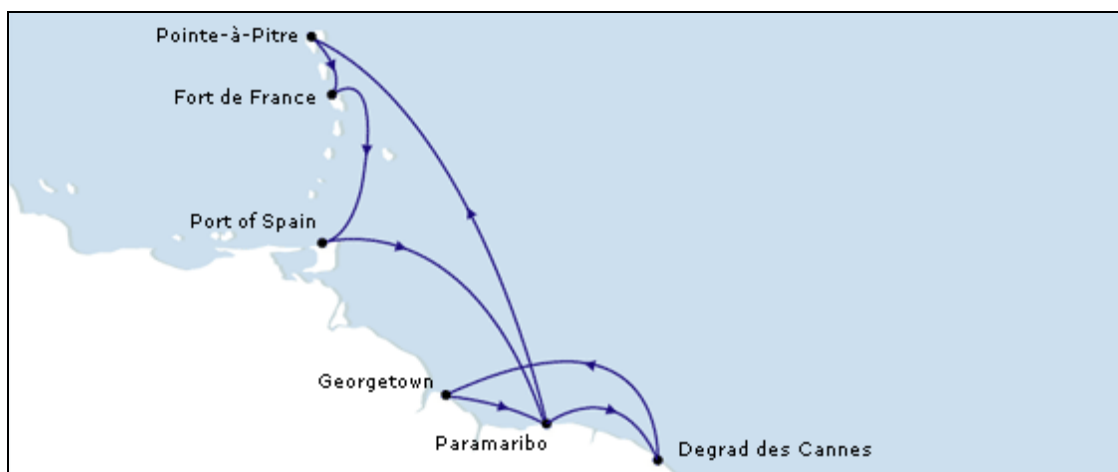 Pointe-à-Pitre
Fort de France
Port of Spain
Georgetown
Paramaribo
Degrad des Cannes